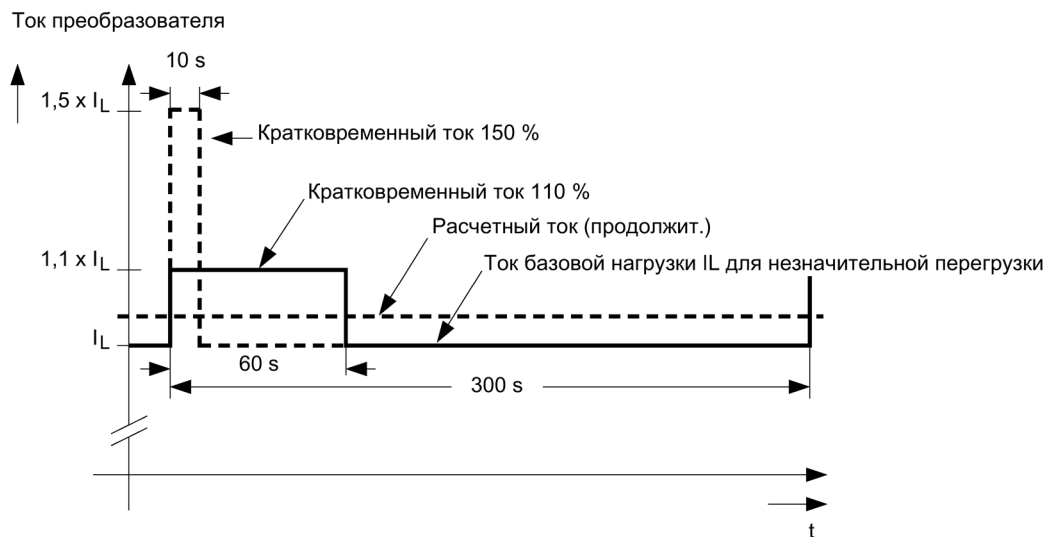 Ток преобразователя
10 s
1,5 x IL
Кратковременный ток 150 %
Кратковременный ток 110 %
Расчетный ток (продолжит.)
1,1 x IL
Ток базовой нагрузки IL для незначительной перегрузки
IL
60 s
300 s
t